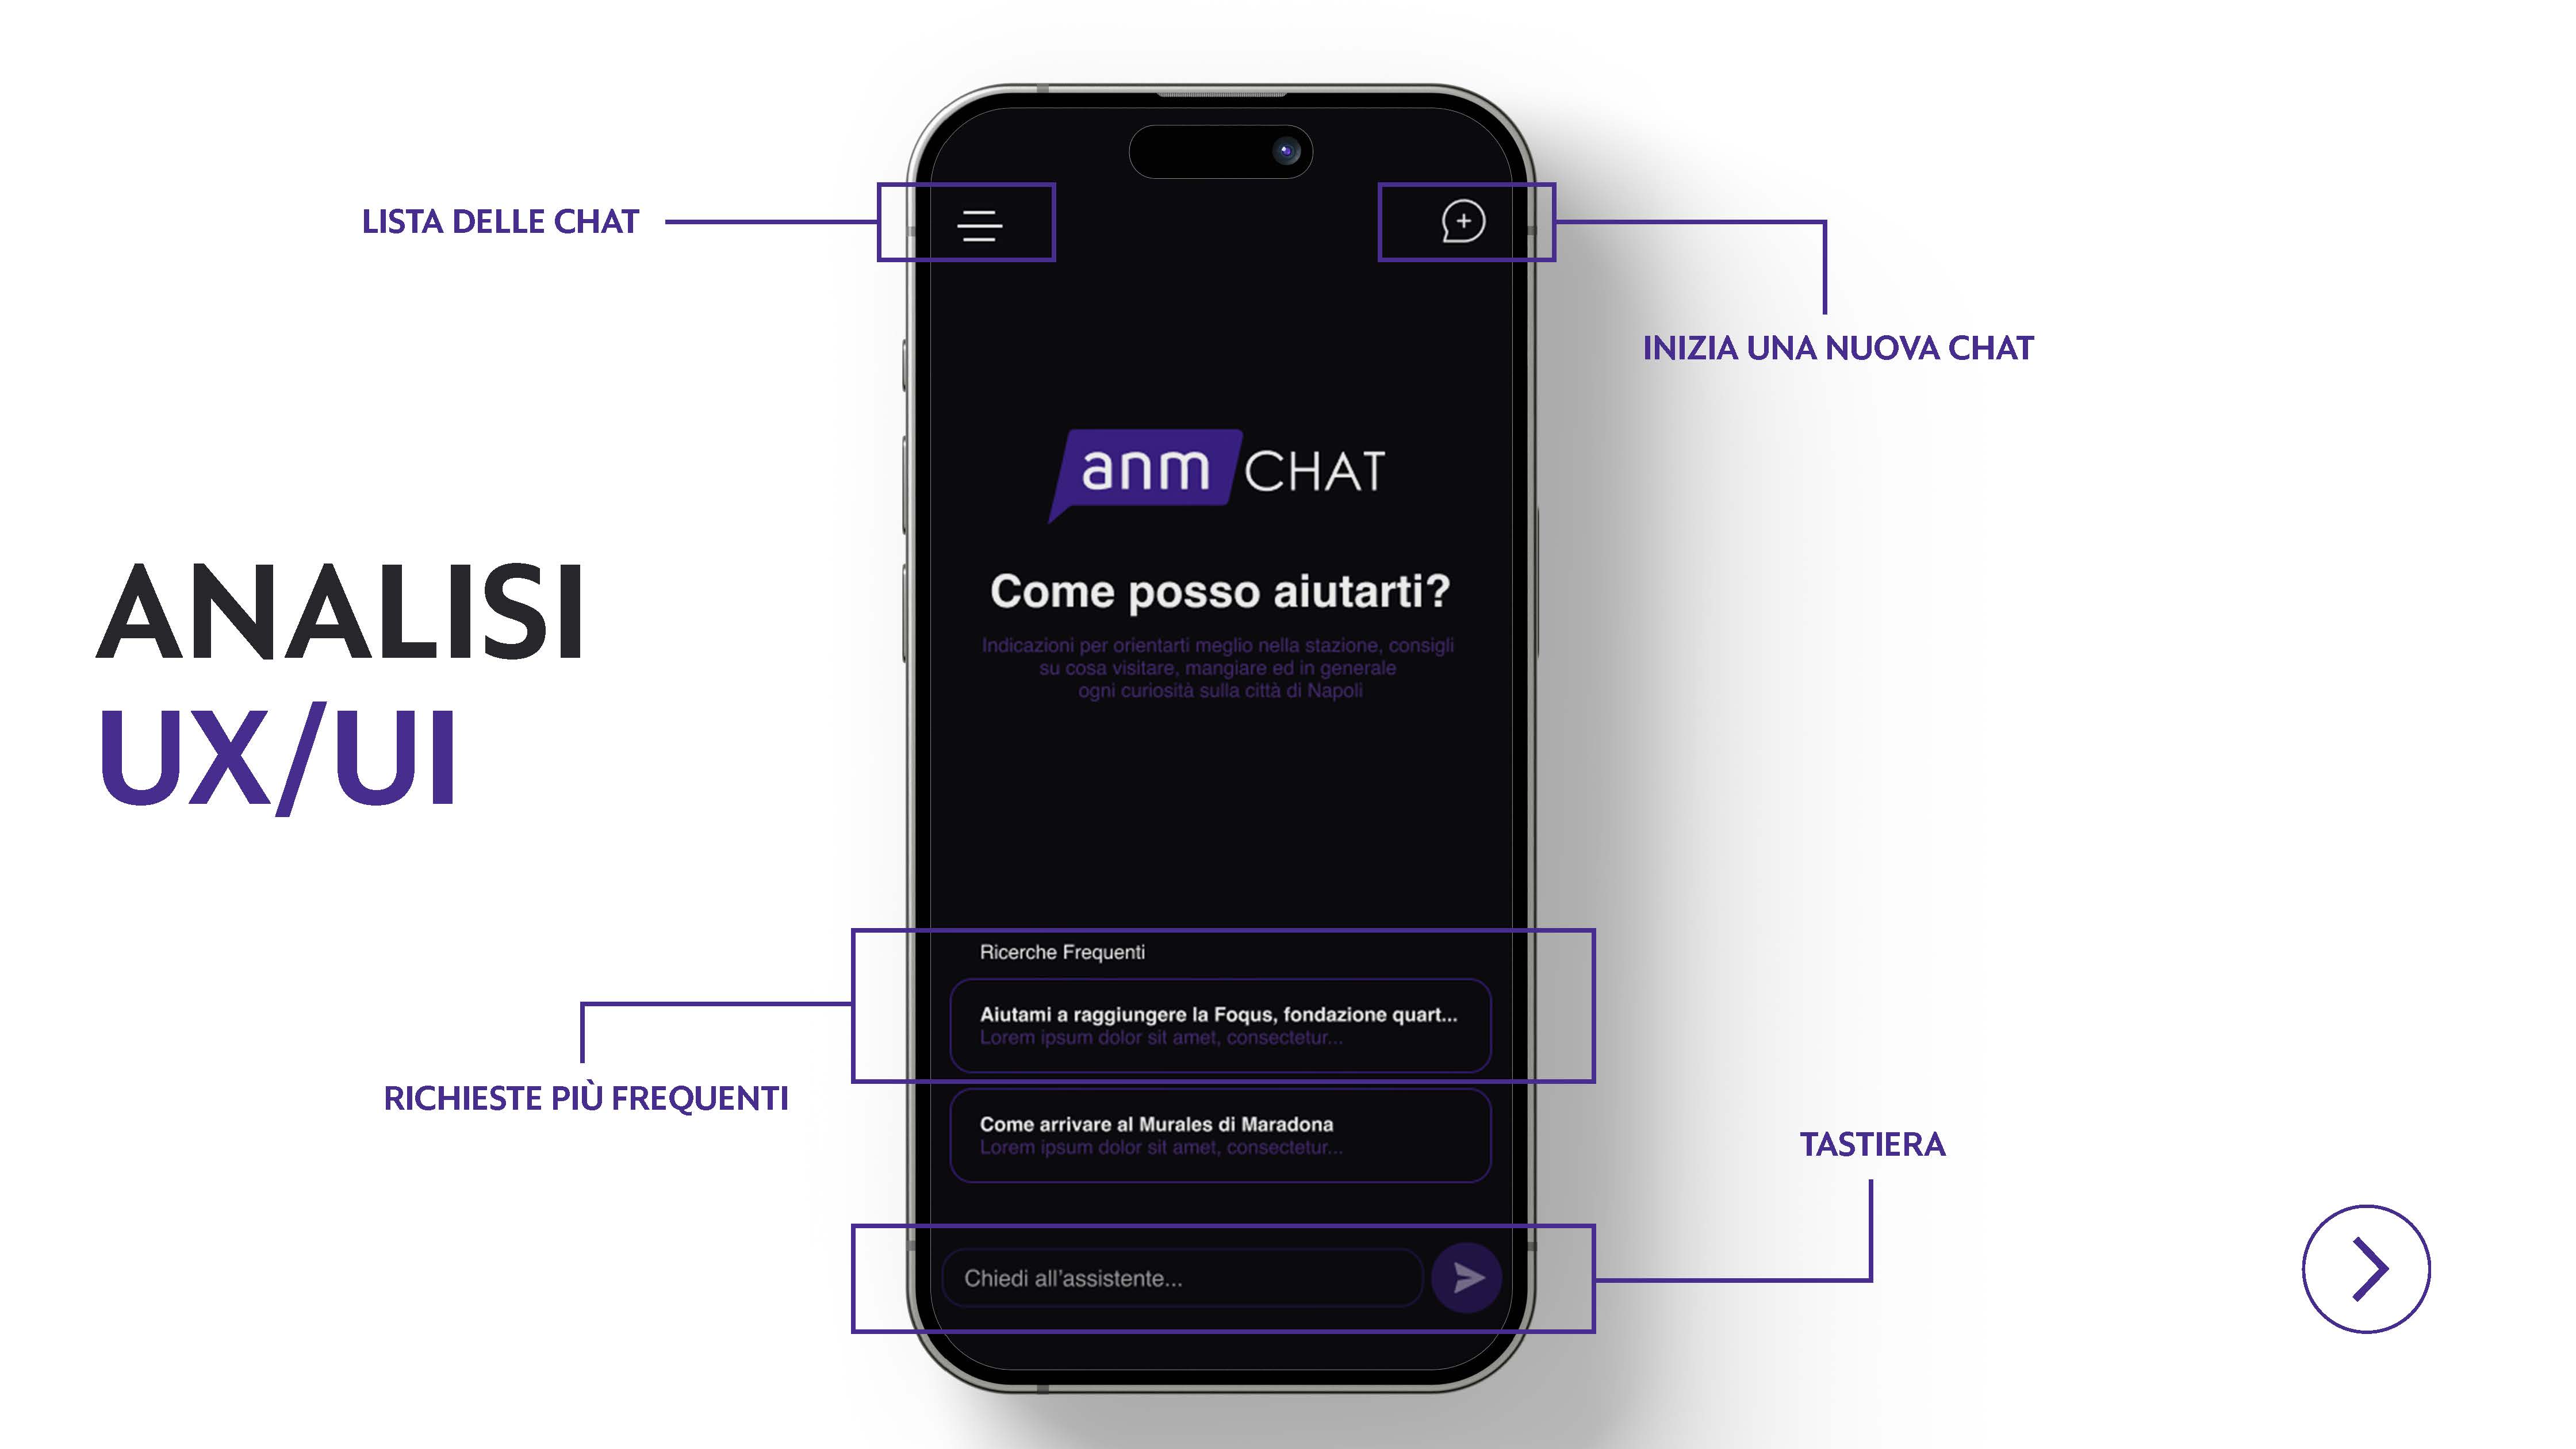 LISTA DELLE CHAT
INIZIA UNA NUOVA CHAT
anm CHAT
ANALISI
UX/UI
Come posso aiutarti?
Indicazioni per orientarti meglio nella stazione, consigli
su cosa visitare, mangiare ed in generale
ogni curiosità sulla città di Napoli
Ricerche Frequenti
Aiutami a raggiungere la Foqus, fondazione quart...
Lorem ipsum dolor sit amet, consectetur...
RICHIESTE PIÙ FREQUENTI
Come arrivare al Murales di Maradona
Lorem ipsum dolor sit amet, consectetur...
TASTIERA
Chiedi all'assistente...